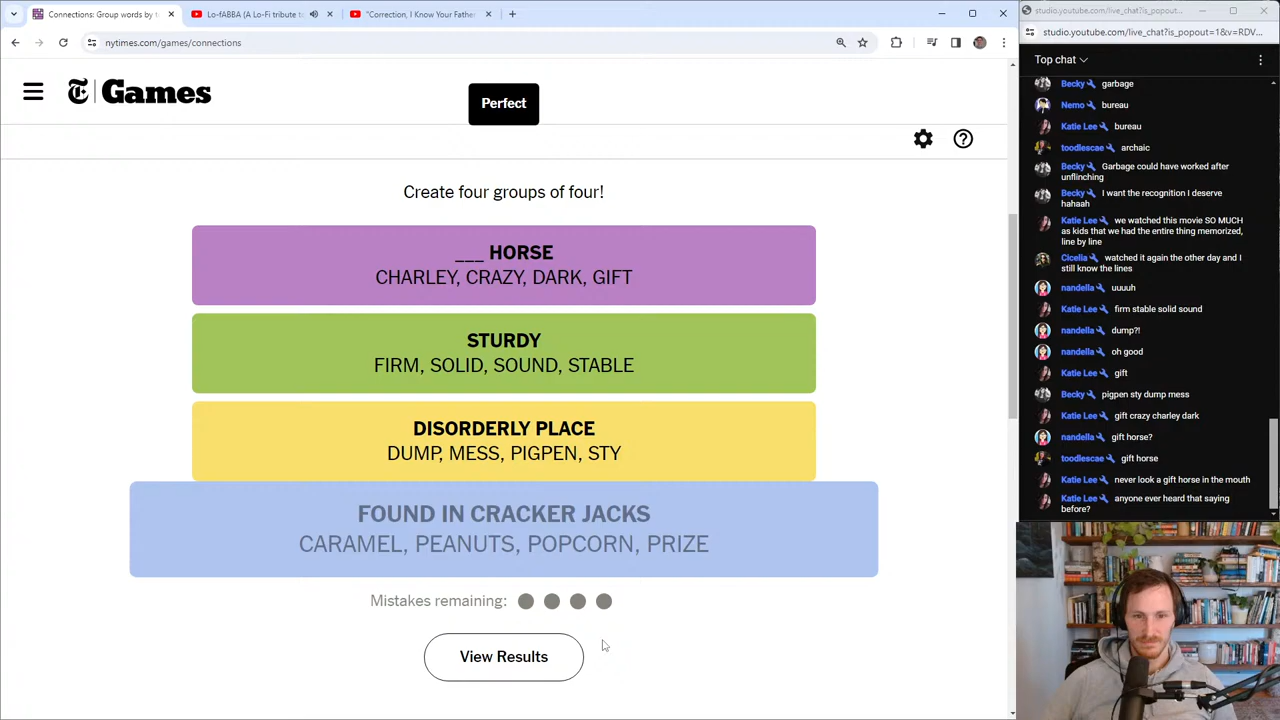 Connections: Group words by t
Lo-fABBA (A Lo-Fi tribute to
"Correction, I Know Your Father
nytimes.com/games/connections
Games
Perfect
Create four groups of four!
___ HORSE
CHARLEY, CRAZY, DARK, GIFT
STURDY
FIRM, SOLID, SOUND, STABLE
DISORDERLY PLACE
DUMP, MESS, PIGPEN, STY
FOUND IN CRACKER JACKS
CARAMEL, PEANUTS, POPCORN, PRIZE
Mistakes remaining:
View Results
studio.youtube.com/live_chat?is_popout...
studio.youtube.com/live_chat?is_popout=1&v=RDV...
Top chat
Becky garbage
Nemo bureau
Katie Lee bureau
toodlescae archaic
Becky Garbage could have worked after
unflinching
Becky I want the recognition I deserve
hahaah
Katie Lee we watched this movie SO MUCH
as kids that we had the entire thing memorized,
line by line
Cicelia watched it again the other day and I
still know the lines
nandella uuuuh
Katie Lee firm stable solid sound
nandella dump?!
nandella oh good
Katie Lee gift
Becky pigpen sty dump mess
Katie Lee gift crazy charley dark
nandella gift horse?
toodlescae gift horse
Katie Lee never look a gift horse in the mouth
Katie Lee anyone ever heard that saying
before?